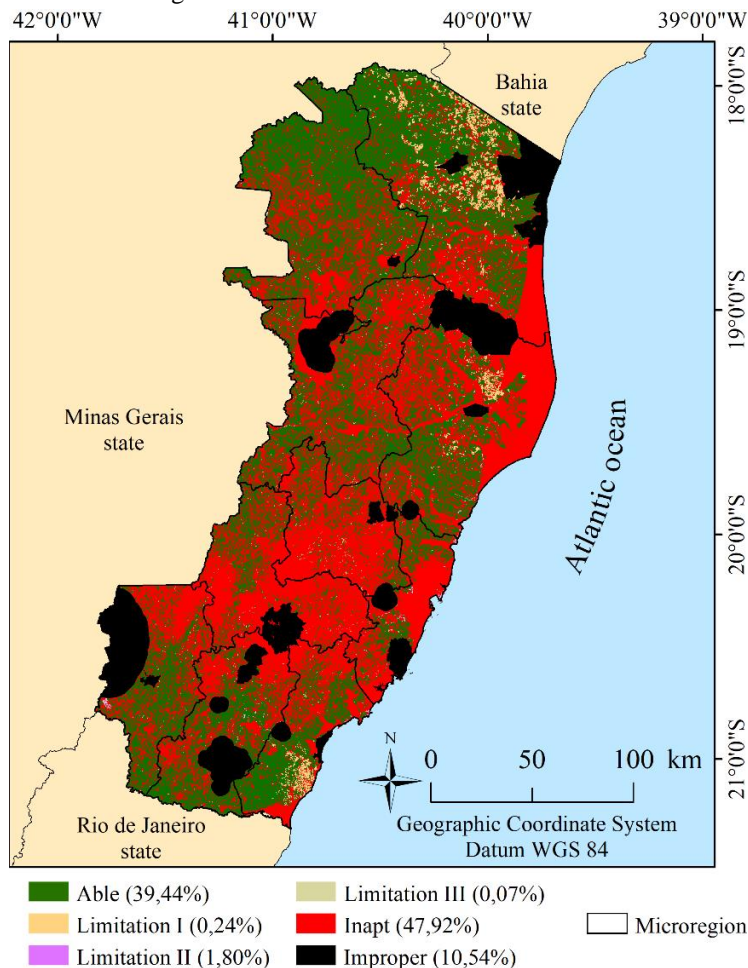 42°0'0"W 41°0'0"W 40°0'0"W 39°0'0"W
Bahia
state
18°0'0"S
19°0'0"S
Minas Gerais
state
Atlantic ocean
20°0'0"S
N
0 50 100 km
21°0'0"S
Rio de Janeiro
state
Geographic Coordinate System
Datum WGS 84
Able (39,44%)
Limitation I (0,24%)
Limitation II (1,80%)
Limitation III (0,07%)
Inapt (47,92%)
Improper (10,54%)
Microregion